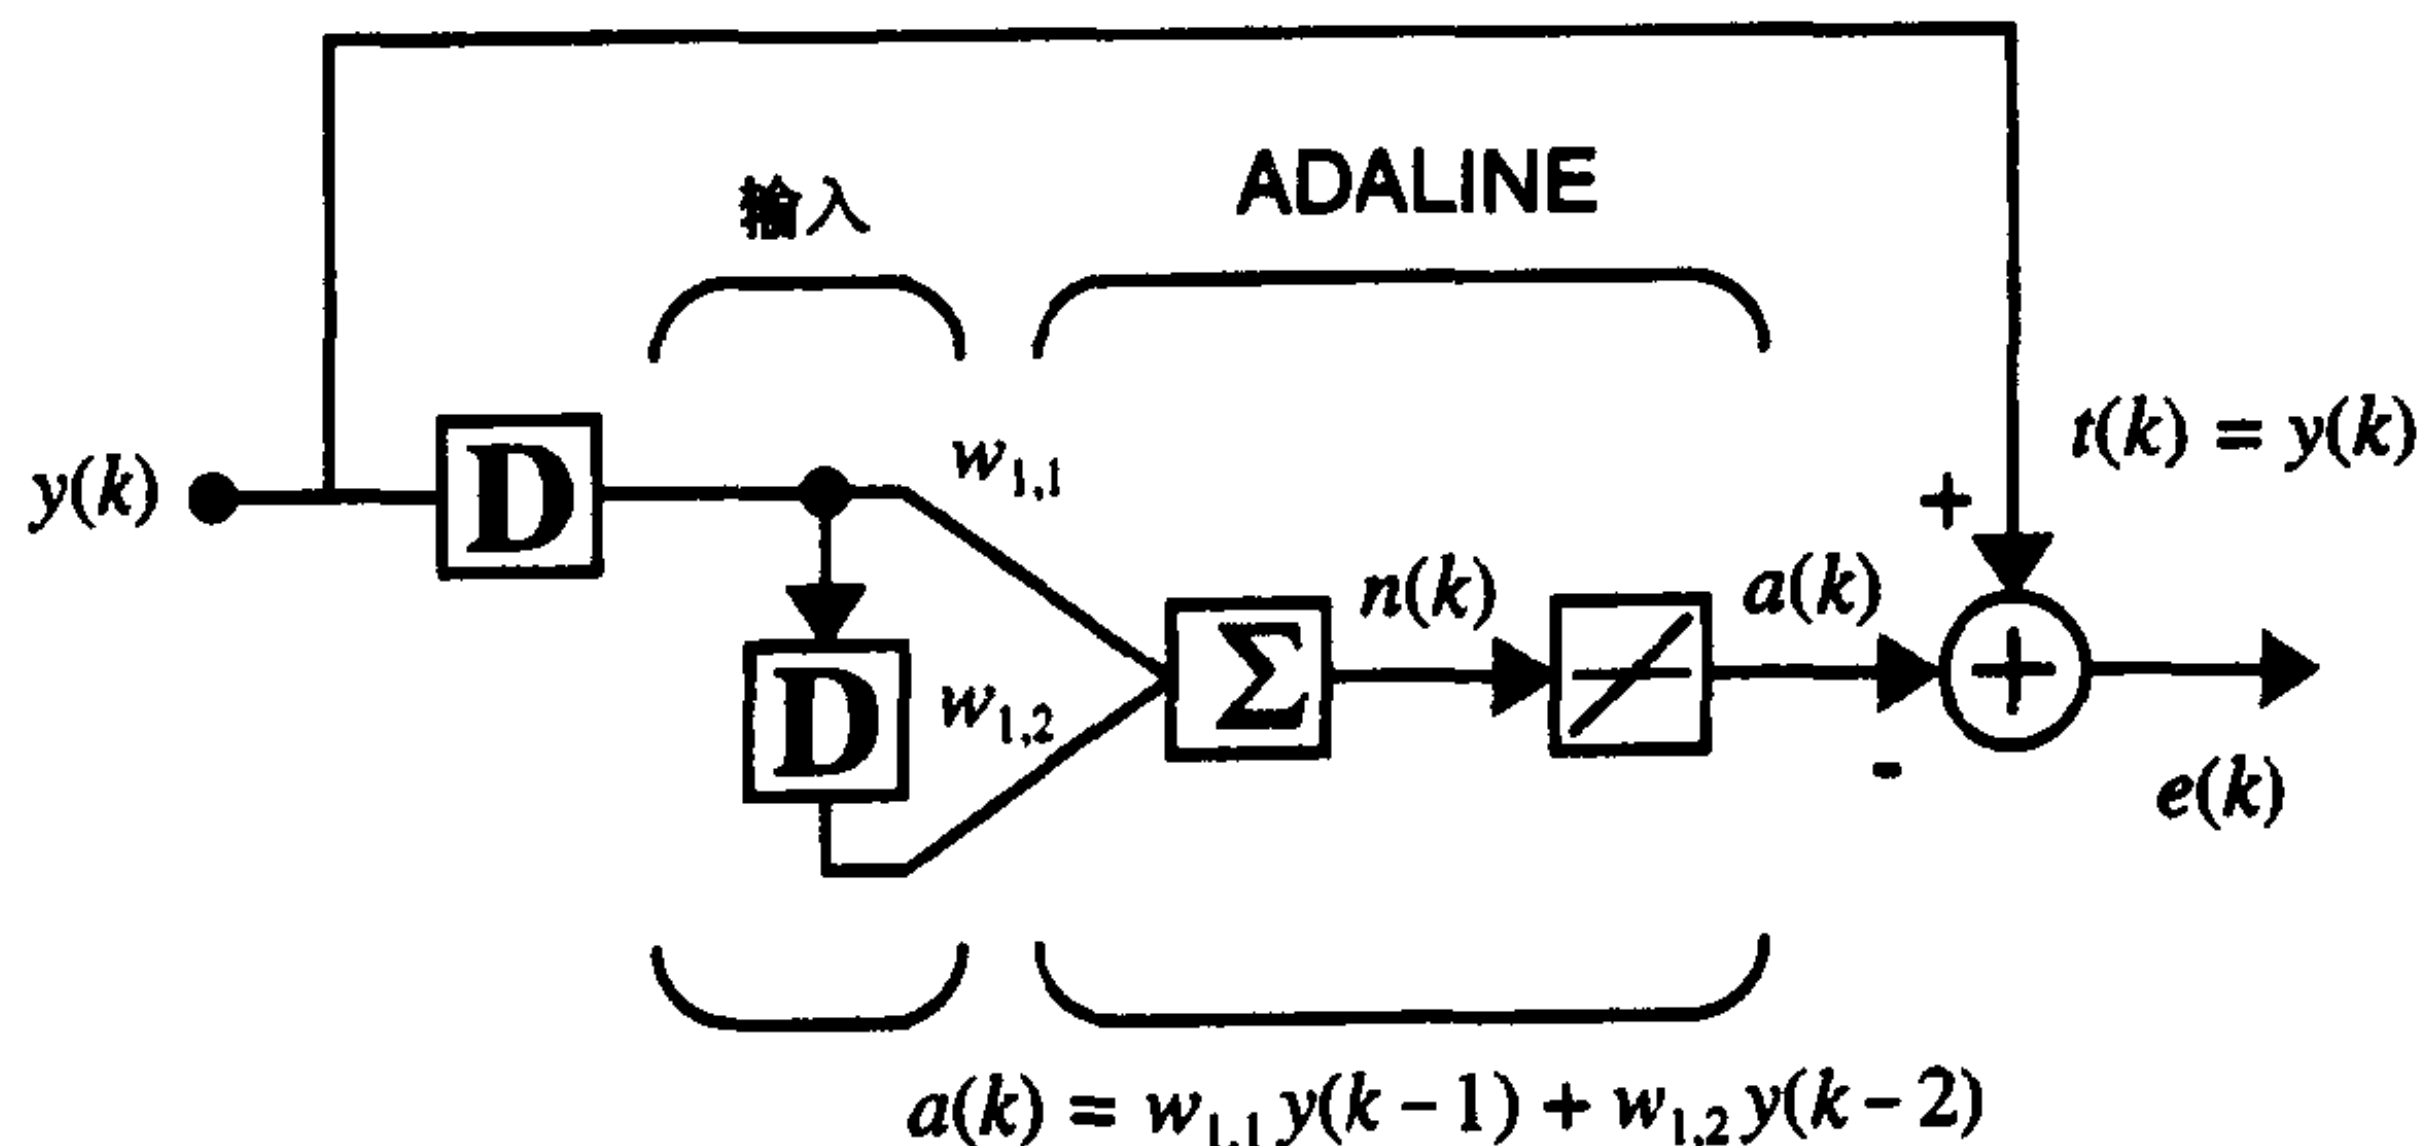 输入
ADALINE
y(k)
D
w1,1
t(k) = y(k)
+
D
w1,2
Σ
n(k)
a(k)
+
-
e(k)
a(k) = w1,1 y(k − 1) + w1,2 y(k − 2)